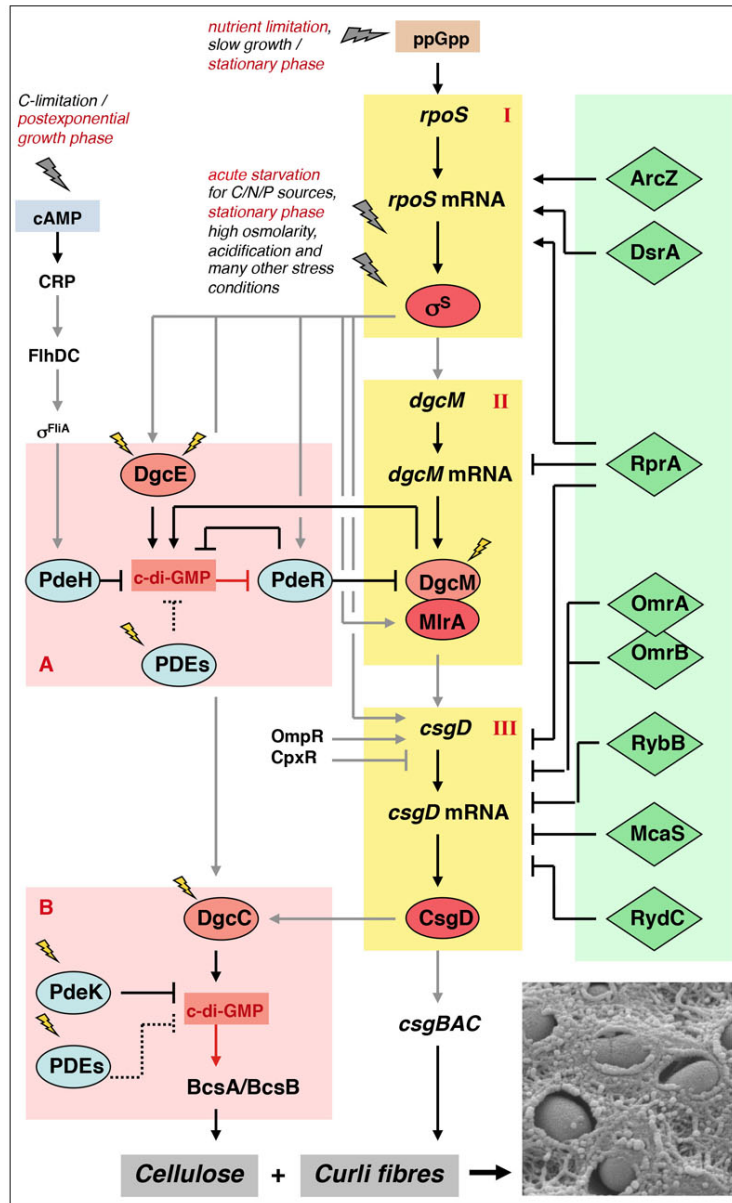 nutrient limitation,
slow growth /
stationary phase
ppGpp
C-limitation /
postexponential
growth phase
cAMP
CRP
FlhDC
σFliA
acute starvation
for C/N/P sources,
stationary phase
high osmolarity,
acidification and
many other stress
conditions
rpoS
I
rpoS mRNA
σS
ArcZ
DsrA
dgcM
II
dgcM mRNA
RprA
DgcE
PdeH
c-di-GMP
PdeR
DgcM
MlrA
PDEs
A
OmrA
OmrB
OmpR
CpxR
csgD
III
csgD mRNA
CsgD
RybB
McaS
RydC
B
DgcC
PdeK
c-di-GMP
PDEs
BcsA/BcsB
csgBAC
Cellulose + Curli fibres